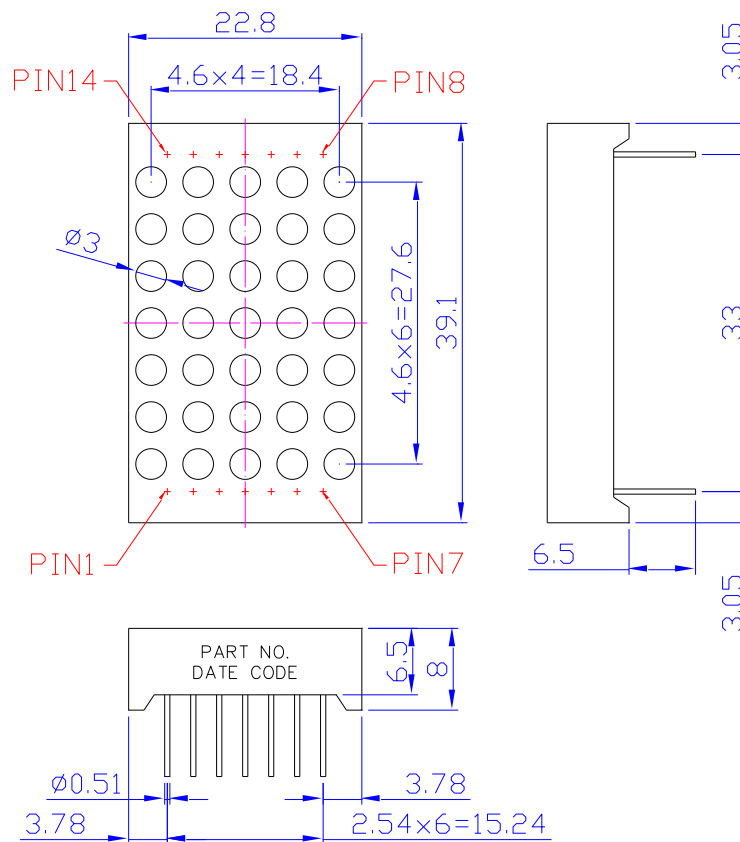 22.8
3.05
PIN14
4.6×4=18.4
PIN8
Ø3
4.6×6=27.6
39.1
33
PIN1
PIN7
6.5
3.05
PART NO.
DATE CODE
6.5
8
Ø0.51
3.78
3.78
2.54×6=15.24